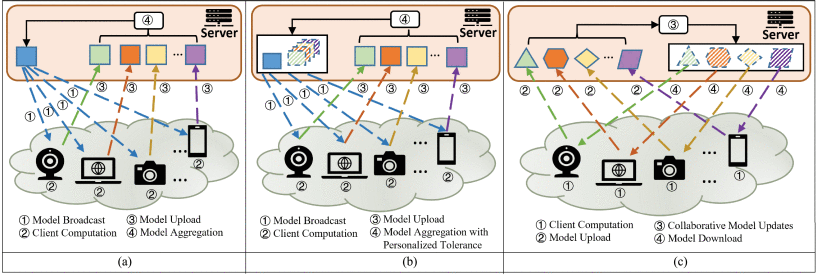 ④
Server
③ ③ ③ ③
① ① ① ① ①
② ② ② ②
① Model Broadcast ③ Model Upload
② Client Computation ④ Model Aggregation
(a)
④
Server
③ ③ ③ ③
① ① ① ①
② ② ② ②
① Model Broadcast ③ Model Upload
② Client Computation ④ Model Aggregation with
Personalized Tolerance
(b)
③
Server
② ② ② ② ④ ④ ④ ④
① ① ① ①
① Client Computation ③ Collaborative Model Updates
② Model Upload ④ Model Download
(c)